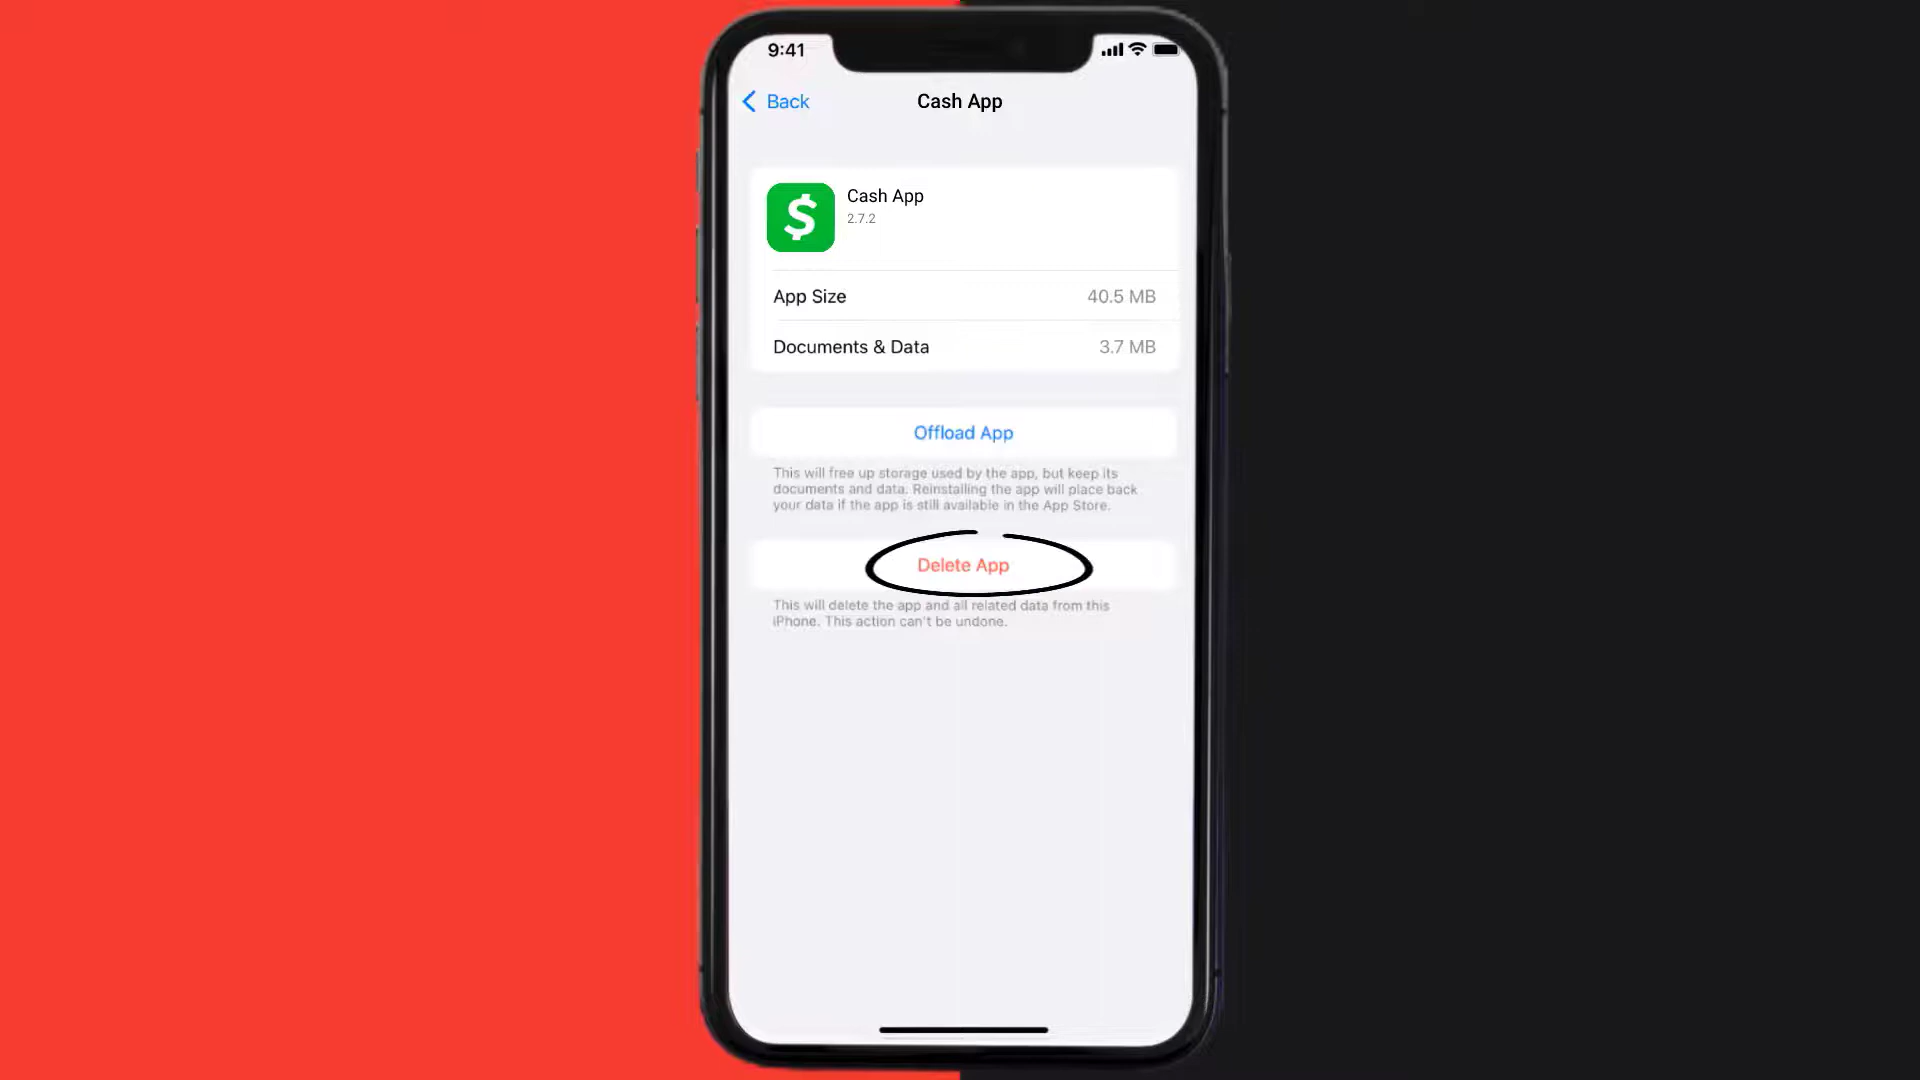 9:41
Back
Cash App
$
Cash App
2.7.2
App Size
40.5 MB
Documents & Data
3.7 MB
Offload App
This will free up storage used by the app, but keep its
documents and data. Reinstalling the app will place back
your data if the app is still available in the App Store.
Delete App
This will delete the app and all related data from this
iPhone. This action can't be undone.